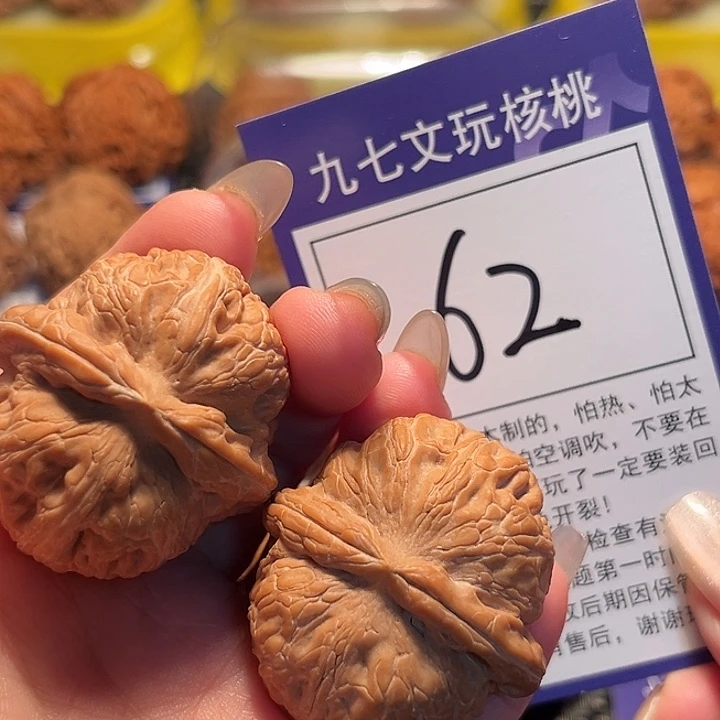 九七文玩核桃
62
木制的，怕热、怕太
怕空调吹，不要在
玩了一定要装回
开裂！
检查有
题第一时
后期因保
售后，谢谢